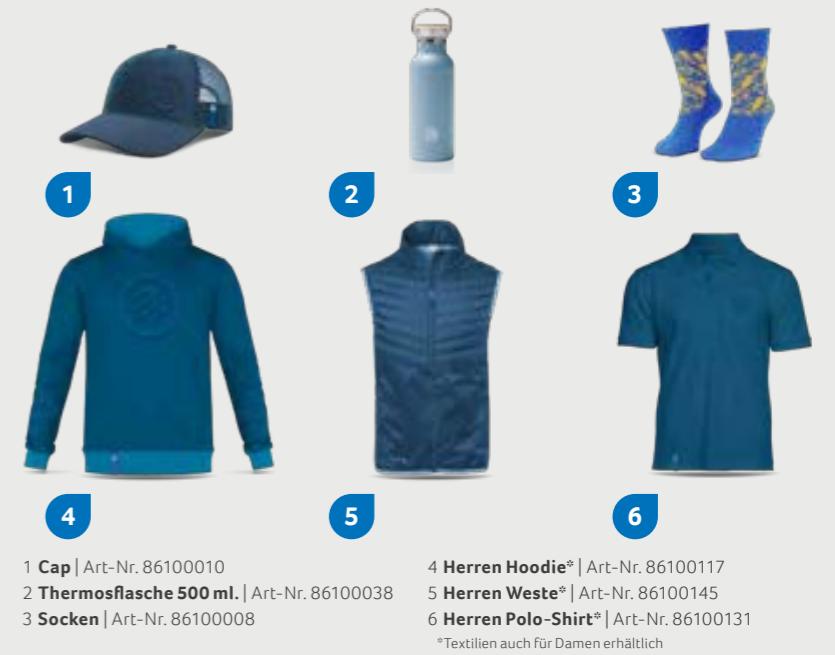 1
2
3
4
5
6
1 Cap | Art-Nr. 86100010
2 Thermosflasche 500 ml. | Art-Nr. 86100038
3 Socken | Art-Nr. 86100008
4 Herren Hoodie* | Art-Nr. 86100117
5 Herren Weste* | Art-Nr. 86100145
6 Herren Polo-Shirt* | Art-Nr. 86100131
*Textilien auch für Damen erhältlich